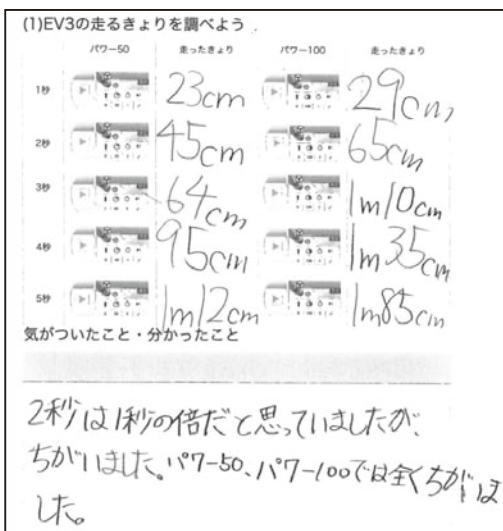 (1)EV3の走るきょりを調べよう
パワー50 走ったきょり パワー100 走ったきょり
1秒 23cm 29cm
2秒 45cm 65cm
3秒 64cm 1m10cm
4秒 95cm 1m35cm
5秒 1m12cm 1m85cm
気がついたこと・分かったこと
2秒は1秒の倍だと思っていましたが、
ちがいました。パワー50、パワー100では全くちがいま
した。